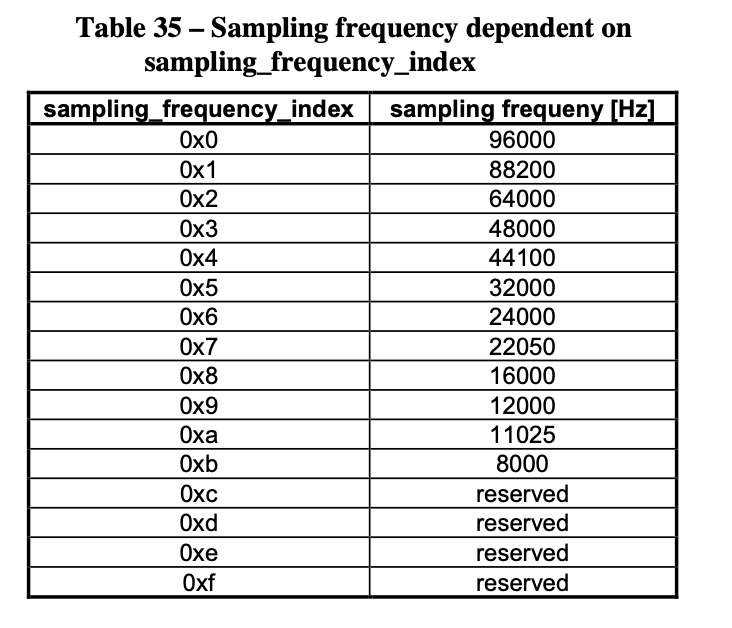 Table 35 – Sampling frequency dependent on
sampling_frequency_index
sampling_frequency_index sampling frequeny [Hz]
0x0 96000
0x1 88200
0x2 64000
0x3 48000
0x4 44100
0x5 32000
0x6 24000
0x7 22050
0x8 16000
0x9 12000
0xa 11025
0xb 8000
0xc reserved
0xd reserved
0xe reserved
0xf reserved